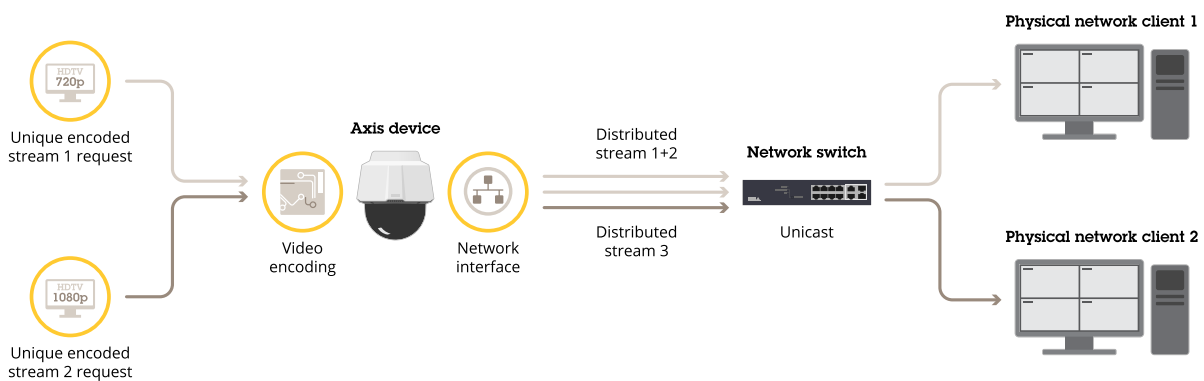 Physical network client 1
HDTV
720p
Unique encoded
stream 1 request
Axis device
Video
encoding
Network
interface
Distributed
stream 1+2
Distributed
stream 3
Network switch
Unicast
Physical network client 2
HDTV
1080p
Unique encoded
stream 2 request